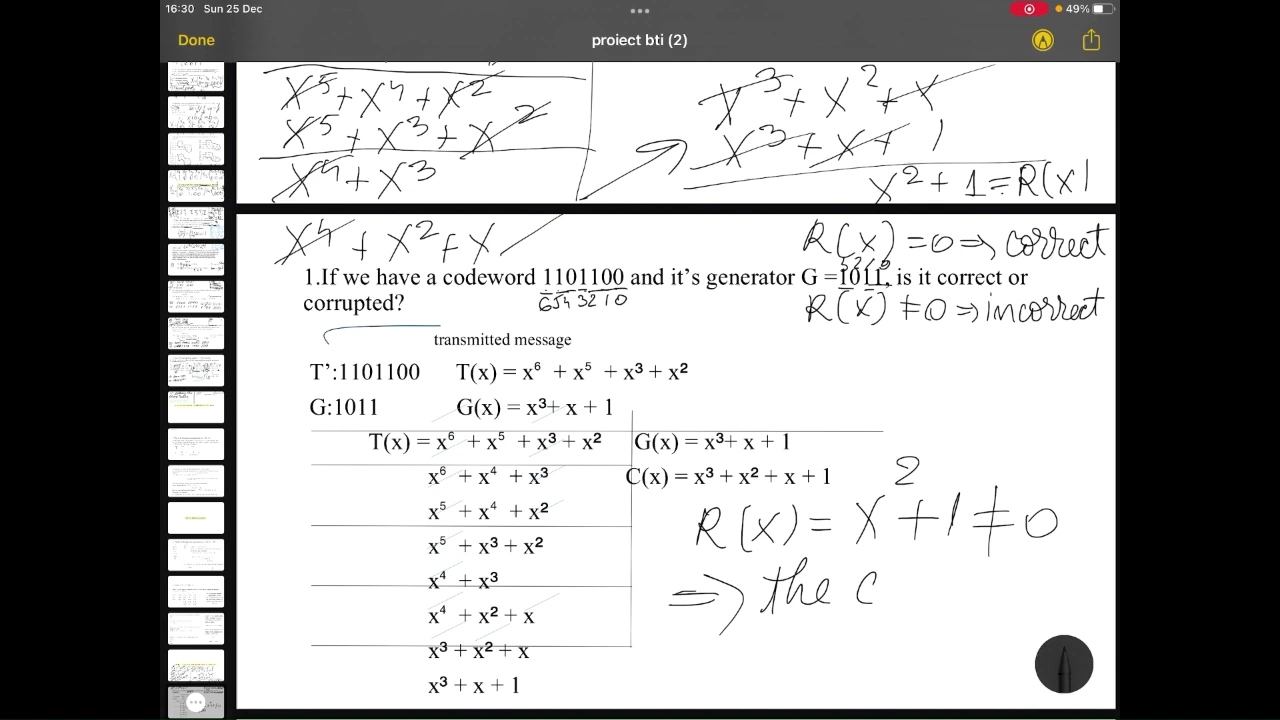 16:30 Sun 25 Dec
49%
Done
proiect bti (2)
x⁵ + x⁴ + x²
x⁵ + x³ + x²
x⁴ + x³
x³ + x² + x
x³ + x + 1
x² + 1 = R(x)
x⁴ + x² + x
R(x) = 0 => correct
1.If we have a codeword 1101100 and it's generator G =1011, is it correct or
3210
corrupted?
6543210
R(x ≠ 0 => incorrect
transmitted message
T':1101100 T(x) = x⁶ + x⁵ + x³ + x²
G:1011 G(x) = x³+ x + 1
T(x) = x⁶ + x⁵ + x³ + x² G(x) = x³+ x + 1
x⁶ + x⁴ + x³ C(x) = x³ + x² + x + 1
x⁵ + x⁴ + x²
R(x) = x² + 1 ≠ 0
x⁵ + x³ + x²
x⁴ + x³
=> the c
x⁴ + x² + x
x³ + x² + x
x³ + x + 1